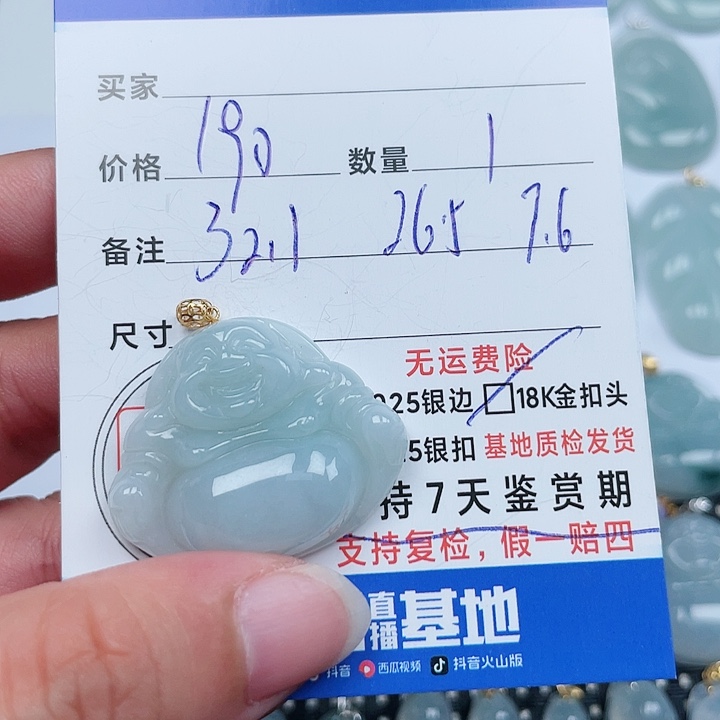 买家
价格 190 数量 1
备注 32.1 26.5 7.6
尺寸
无运费险
925银边 18K金扣头
5银扣 基地质检发货
持7天鉴赏期
支持复检,假一赔四
直播基地
抖音 西瓜视频 抖音火山版